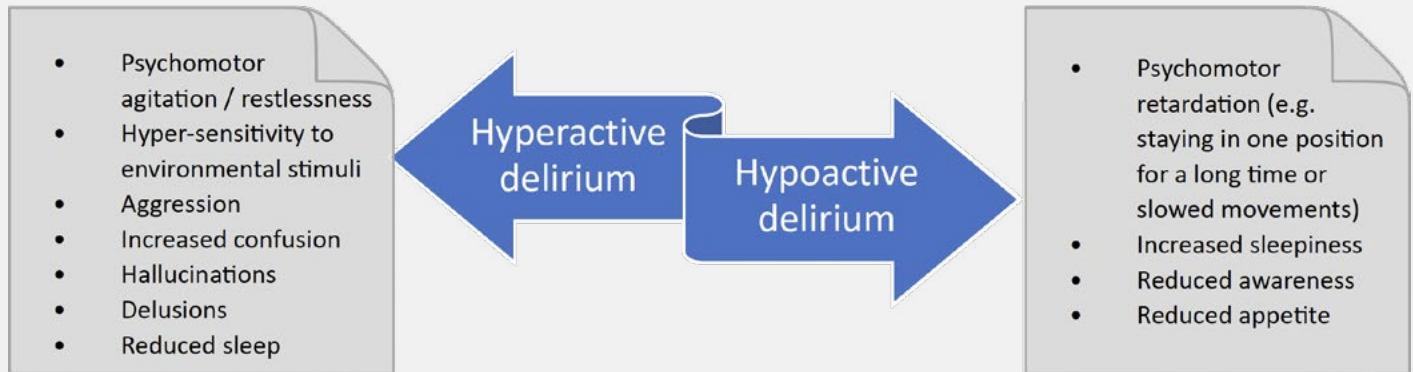 • Psychomotor
agitation / restlessness
• Hyper-sensitivity to
environmental stimuli
• Aggression
• Increased confusion
• Hallucinations
• Delusions
• Reduced sleep
Hyperactive
delirium
Hypoactive
delirium
• Psychomotor
retardation (e.g.
staying in one position
for a long time or
slowed movements)
• Increased sleepiness
• Reduced awareness
• Reduced appetite